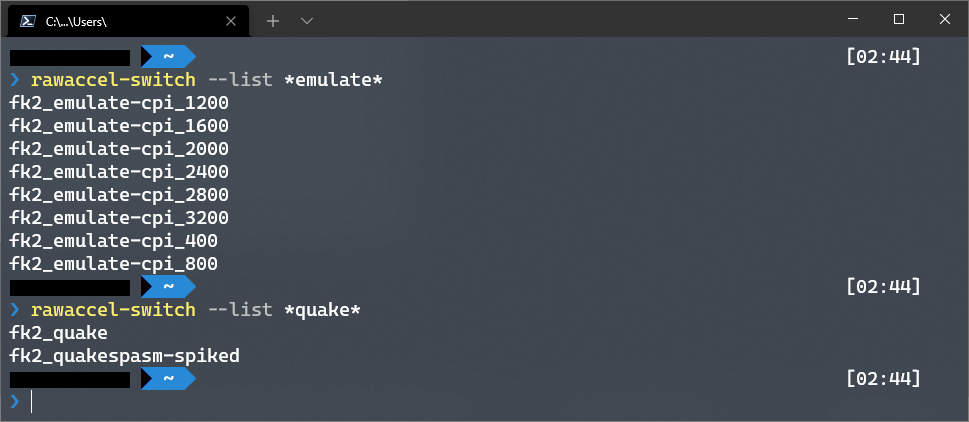 C:\...\Users\
~ [02:44]
❯ rawaccel-switch --list *emulate*
fk2_emulate-cpi_1200
fk2_emulate-cpi_1600
fk2_emulate-cpi_2000
fk2_emulate-cpi_2400
fk2_emulate-cpi_2800
fk2_emulate-cpi_3200
fk2_emulate-cpi_400
fk2_emulate-cpi_800
~ [02:44]
❯ rawaccel-switch --list *quake*
fk2_quake
fk2_quakespasm-spiked
~ [02:44]
❯